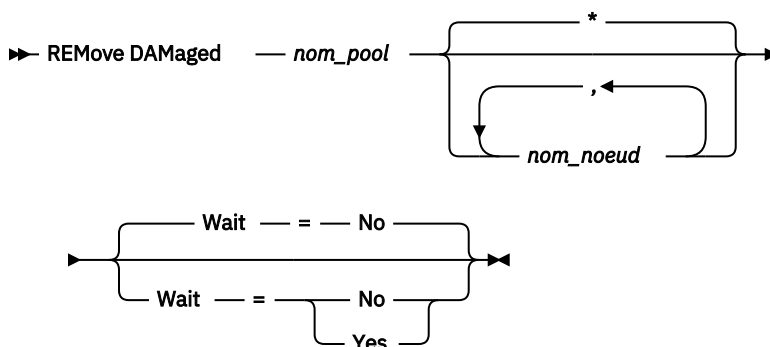 *
REMove DAMaged nom_pool
,
nom_noeud
Wait = No
Wait = No
Yes